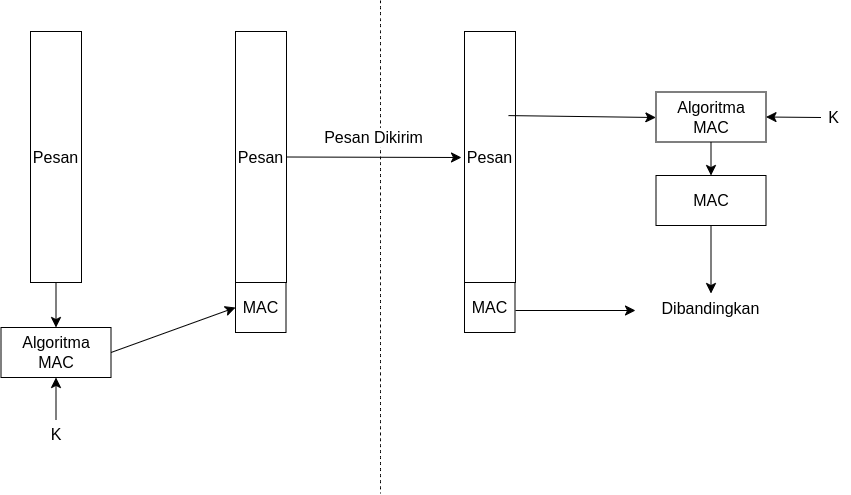 Pesan
Algoritma
MAC
K
Pesan
MAC
Pesan Dikirim
Pesan
MAC
Algoritma
MAC
K
MAC
Dibandingkan